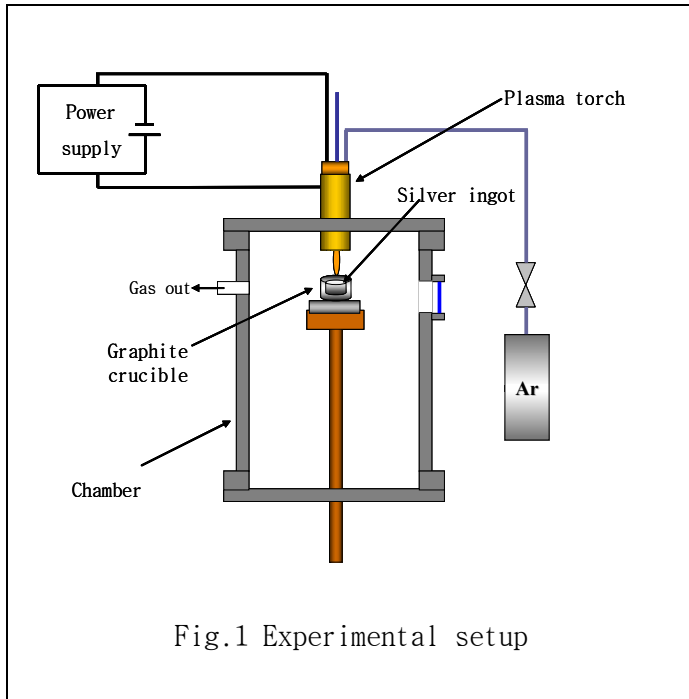 Power
supply
Plasma torch
Silver ingot
Gas out
Graphite
crucible
Ar
Chamber
Fig.1 Experimental setup